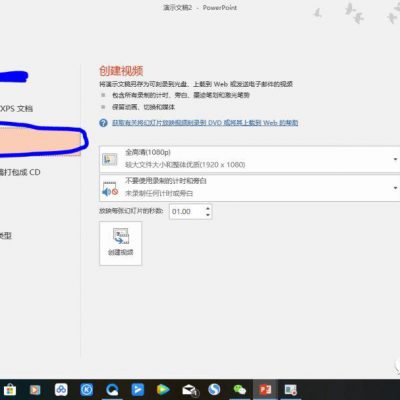 演示文稿2 - PowerPoint
创建视频
将演示文稿另存为可刻录到光盘、上载到 Web 或发送电子邮件的视频
包含所有录制的计时、旁白、墨迹笔划和激光笔势
保留动画、切换和媒体
获取有关将幻灯片放映视频刻录到 DVD 或将其上载到 Web 的帮助
XPS 文档
全高清(1080p)
较大文件大小和整体优质(1920 x 1080)
打包成 CD
不要使用录制的计时和旁白
未录制任何计时或旁白
放映每张幻灯片的秒数: 01.00
类型
创建视频